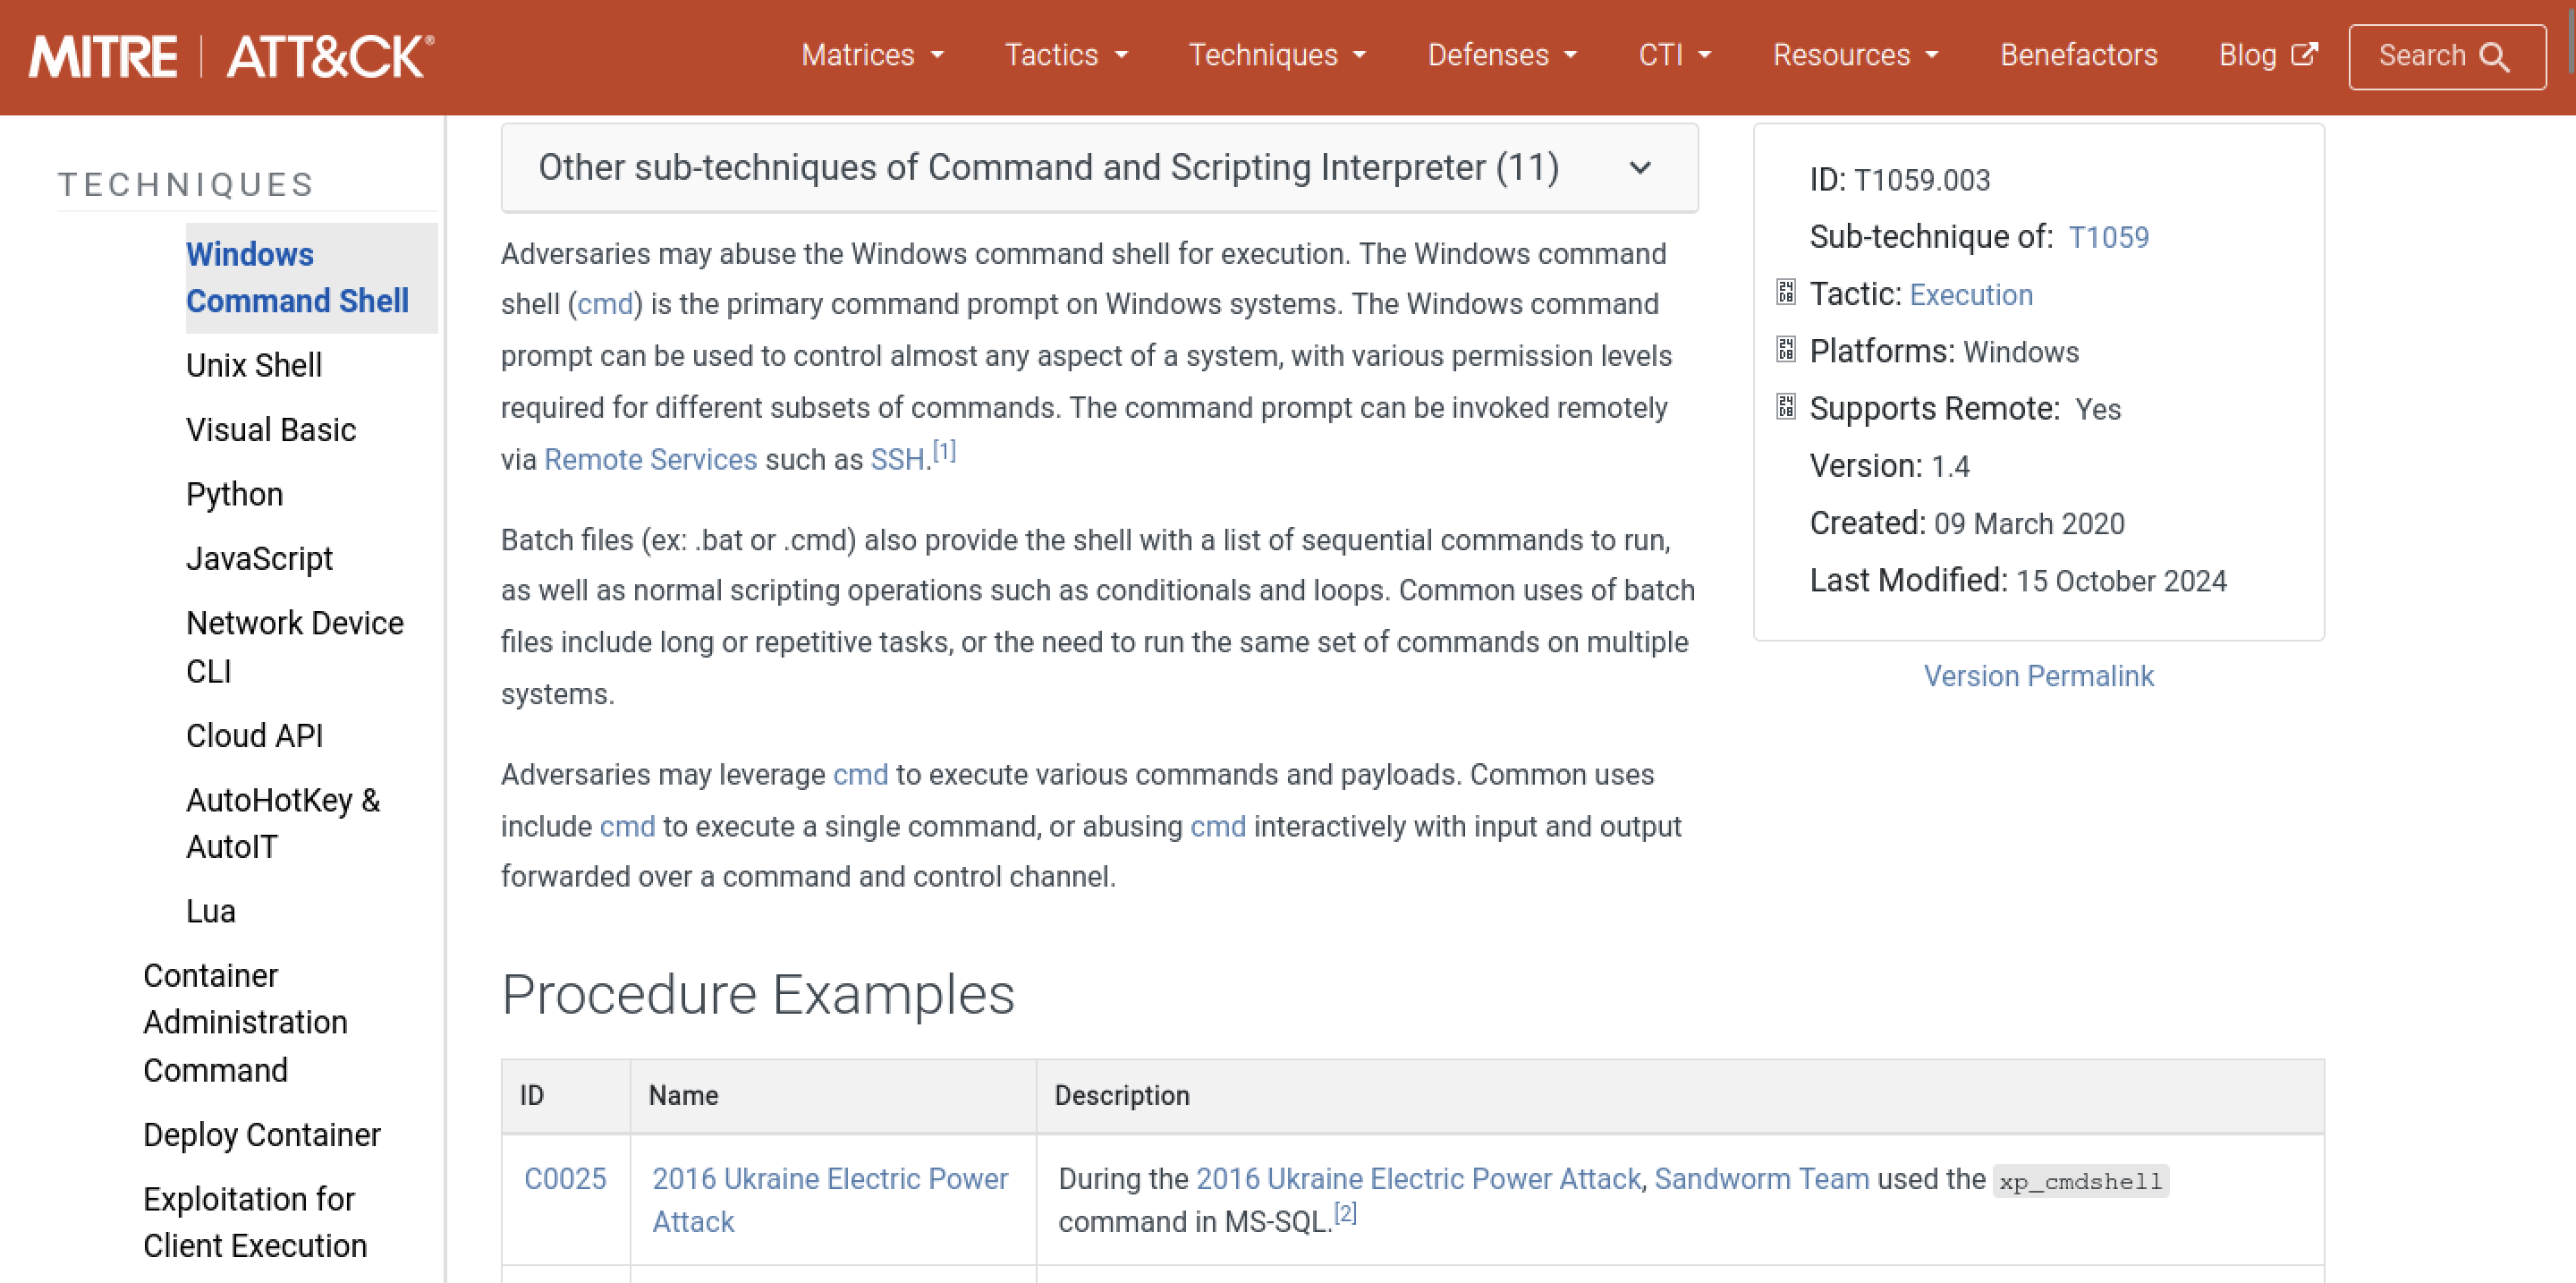 MITRE | ATT&CK®
Matrices
Tactics
Techniques
Defenses
CTI
Resources
Benefactors
Blog
Search
TECHNIQUES
Windows
Command Shell
Unix Shell
Visual Basic
Python
JavaScript
Network Device
CLI
Cloud API
AutoHotKey &
AutoIT
Lua
Container
Administration
Command
Deploy Container
Exploitation for
Client Execution
Other sub-techniques of Command and Scripting Interpreter (11)
Adversaries may abuse the Windows command shell for execution. The Windows command
shell (cmd) is the primary command prompt on Windows systems. The Windows command
prompt can be used to control almost any aspect of a system, with various permission levels
required for different subsets of commands. The command prompt can be invoked remotely
via Remote Services such as SSH.[1]
Batch files (ex: .bat or .cmd) also provide the shell with a list of sequential commands to run,
as well as normal scripting operations such as conditionals and loops. Common uses of batch
files include long or repetitive tasks, or the need to run the same set of commands on multiple
systems.
Adversaries may leverage cmd to execute various commands and payloads. Common uses
include cmd to execute a single command, or abusing cmd interactively with input and output
forwarded over a command and control channel.
ID: T1059.003
Sub-technique of: T1059
Tactic: Execution
Platforms: Windows
Supports Remote: Yes
Version: 1.4
Created: 09 March 2020
Last Modified: 15 October 2024
Version Permalink
Procedure Examples
ID Name Description
C0025
2016 Ukraine Electric Power
Attack
During the 2016 Ukraine Electric Power Attack, Sandworm Team used the xp_cmdshell
command in MS-SQL.[2]